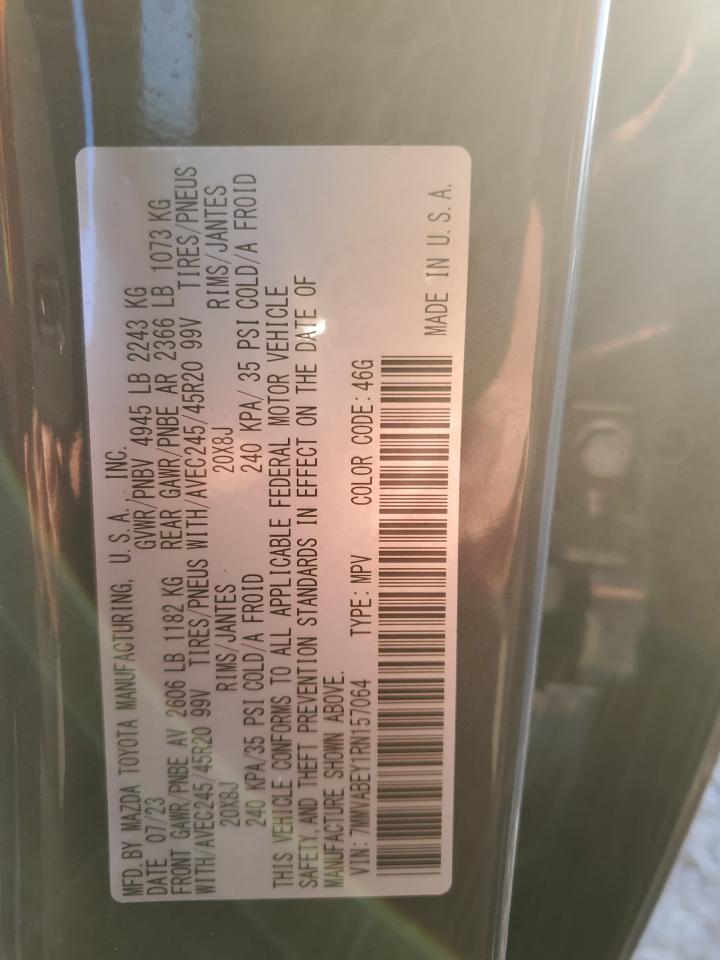 MFD. BY MAZDA TOYOTA MANUFACTURING, U.S.A. INC.
DATE 07/23 GVWR/PNBV 4945 LB 2243 KG
FRONT GAWR/PNBE AV 2606 LB 1182 KG REAR GAWR/PNBE AR 2366 LB 1073 KG
WITH/AVEC245/45R20 99V TIRES/PNEUS WITH/AVEC245/45R20 99V TIRES/PNEUS
20X8J RIMS/JANTES 20X8J RIMS/JANTES
240 KPA/35 PSI COLD/A FROID 240 KPA/ 35 PSI COLD/A FROID
THIS VEHICLE CONFORMS TO ALL APPLICABLE FEDERAL MOTOR VEHICLE
SAFETY,AND THEFT PREVENTION STANDARDS IN EFFECT ON THE DATE OF
MANUFACTURE SHOWN ABOVE.
VIN: 7MMVABEY1RN157064 TYPE: MPV COLOR CODE: 46G
MADE IN U.S.A.